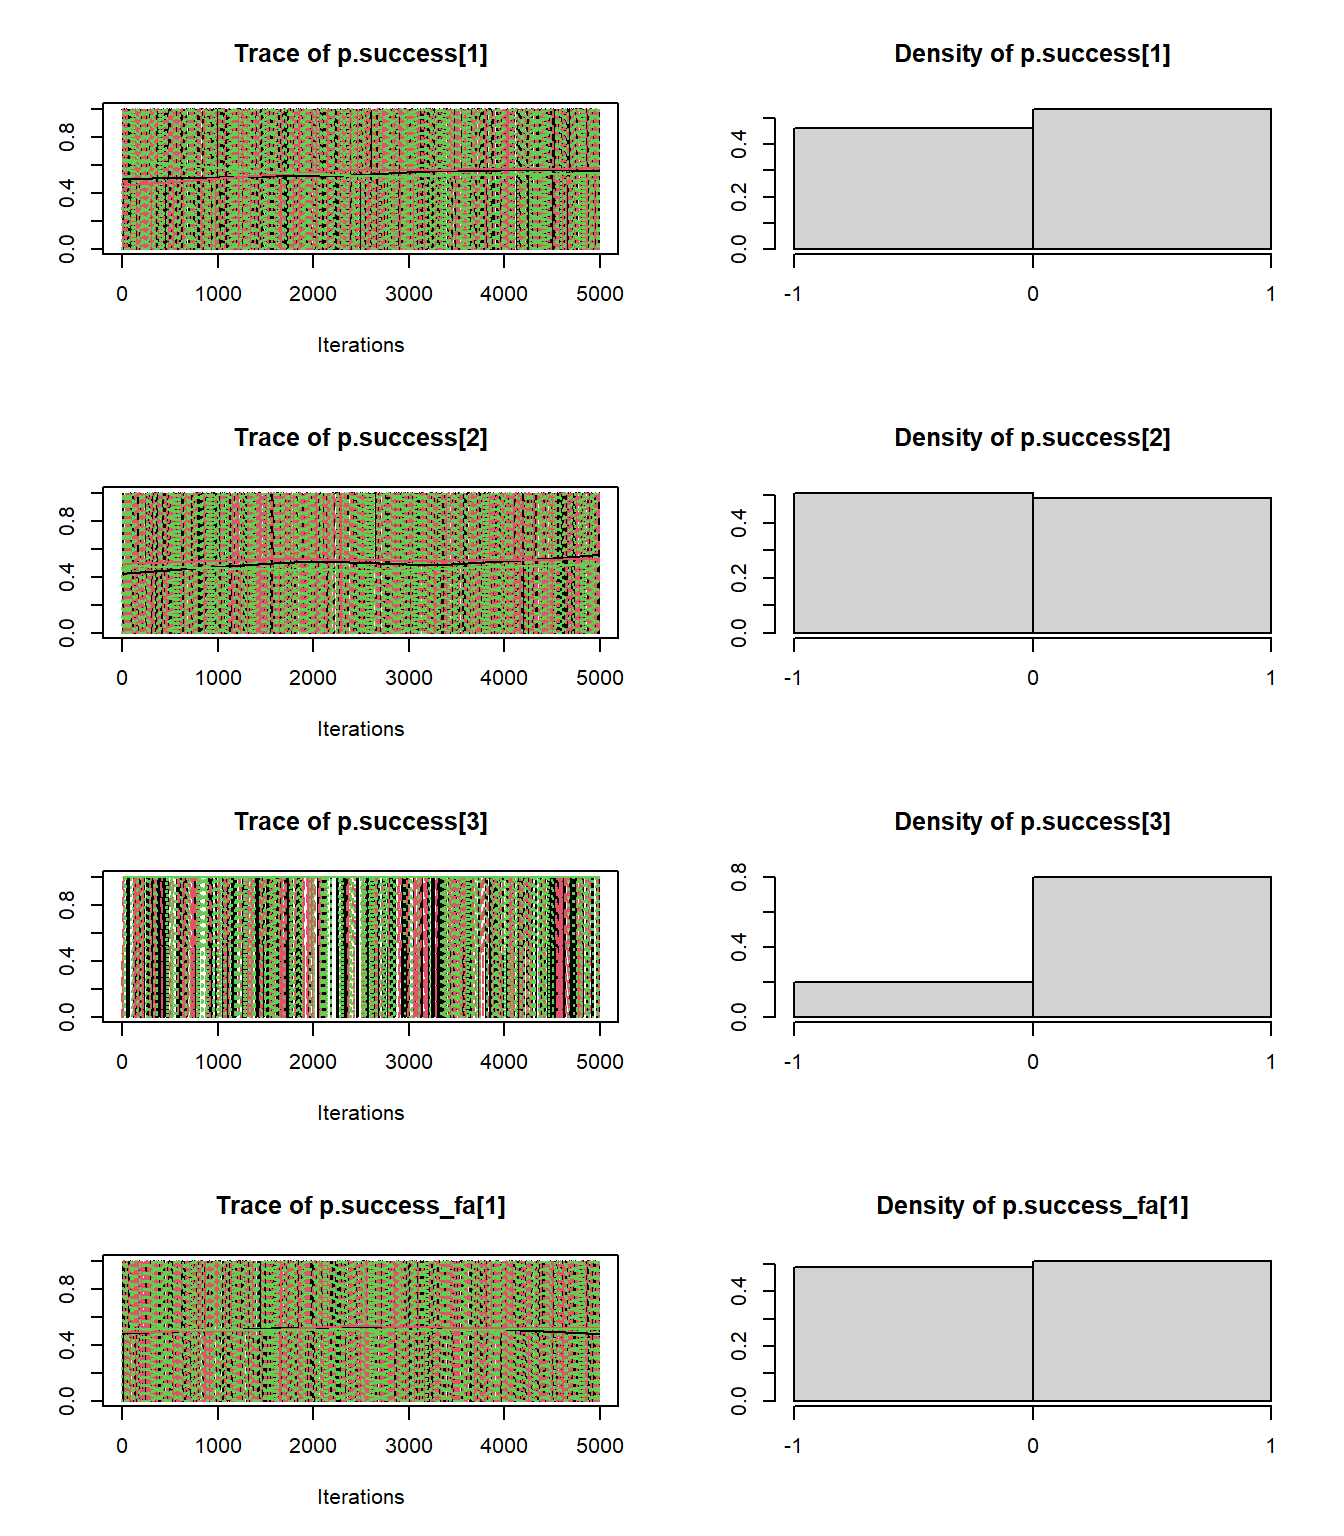 Trace of p.success[1]
0.0 0.4 0.8
0 1000 2000 3000 4000 5000
Iterations
Density of p.success[1]
0.0 0.2 0.4
-1 0 1
Trace of p.success[2]
0.0 0.4 0.8
0 1000 2000 3000 4000 5000
Iterations
Density of p.success[2]
0.0 0.2 0.4
-1 0 1
Trace of p.success[3]
0.0 0.4 0.8
0 1000 2000 3000 4000 5000
Iterations
Density of p.success[3]
0.0 0.4 0.8
-1 0 1
Trace of p.success_fa[1]
0.0 0.4 0.8
0 1000 2000 3000 4000 5000
Iterations
Density of p.success_fa[1]
0.0 0.2 0.4
-1 0 1